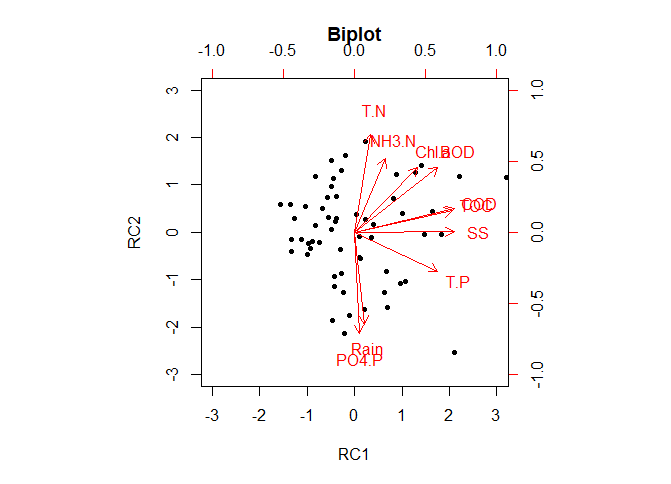 Biplot
-1.0 -0.5 0.0 0.5 1.0
3 2 1 0 -1 -2 -3
RC2
T.N
NH3.N
Chl.a BOD
COD
TOC
SS
T.P
Rain
PO4.P
1.0 0.5 0.0 -0.5 -1.0
-3 -2 -1 0 1 2 3
RC1